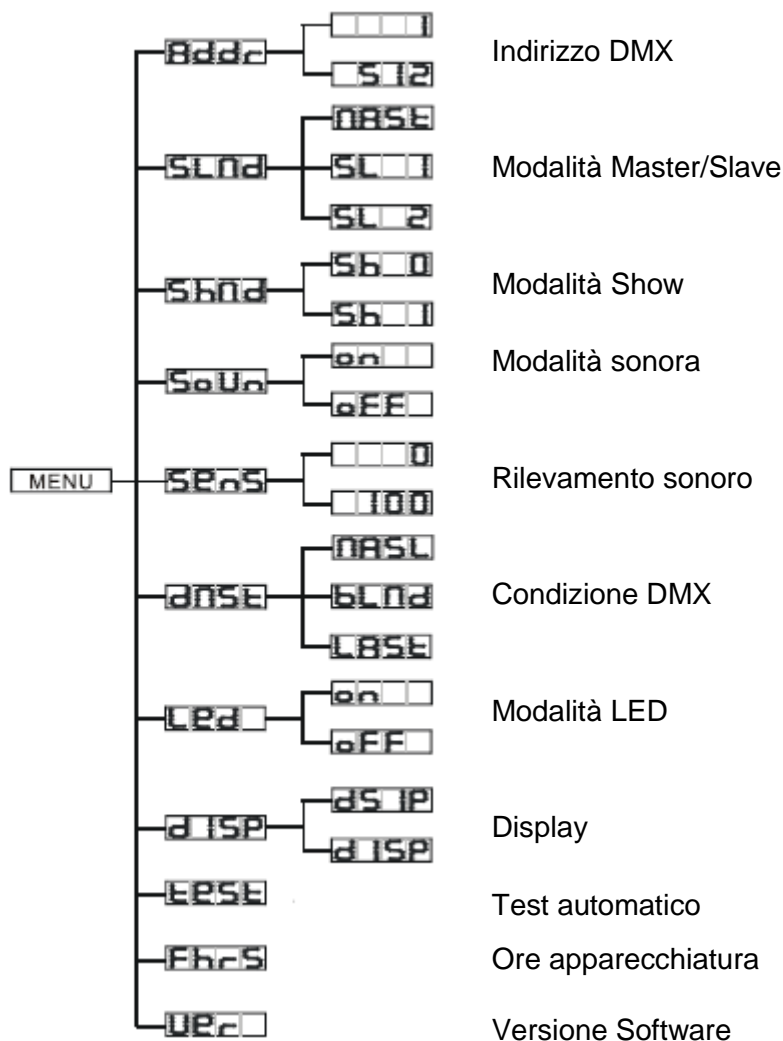 Addr
1
512
Indirizzo DMX
SLMd
MASt
SL 1
SL 2
Modalità Master/Slave
ShMd
Sh 0
Sh 1
Modalità Show
SoUn
on
oFF
Modalità sonora
MENU
SenS
0
100
Rilevamento sonoro
dMSt
MASL
bLMd
LASt
Condizione DMX
Led
on
oFF
Modalità LED
dISP
dSIP
dISP
Display
teSt
Test automatico
FhrS
Ore apparecchiatura
Ver
Versione Software